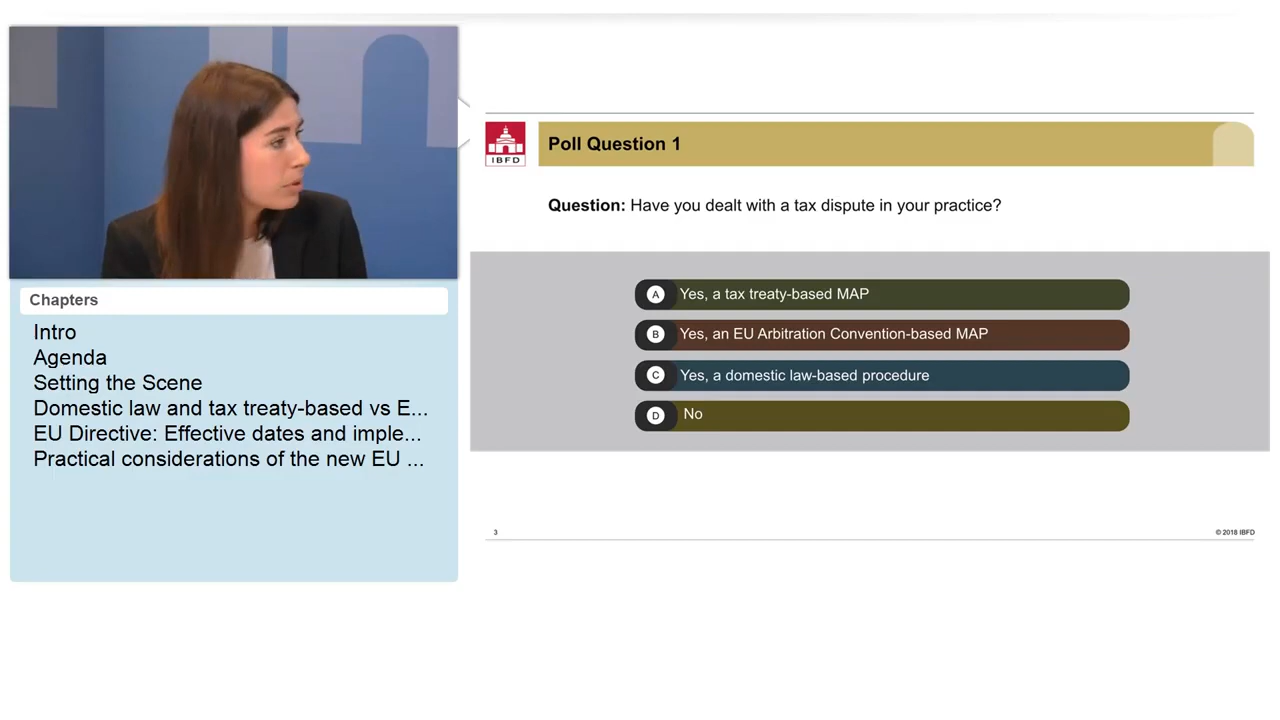 Chapters
Intro
Agenda
Setting the Scene
Domestic law and tax treaty-based vs E...
EU Directive: Effective dates and imple...
Practical considerations of the new EU ...
IBFD
Poll Question 1
Question: Have you dealt with a tax dispute in your practice?
A Yes, a tax treaty-based MAP
B Yes, an EU Arbitration Convention-based MAP
C Yes, a domestic law-based procedure
D No
3
© 2018 IBFD